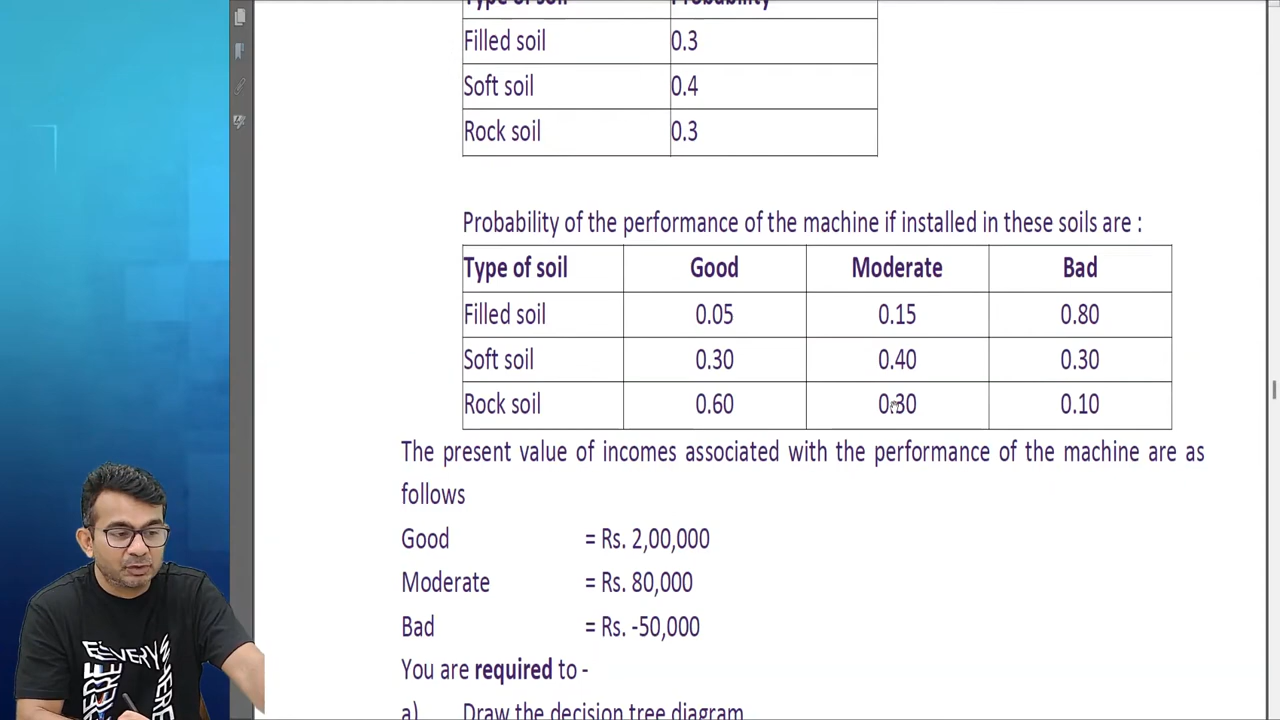 Type of soil Probability
Filled soil 0.3
Soft soil 0.4
Rock soil 0.3
Probability of the performance of the machine if installed in these soils are :
Type of soil Good Moderate Bad
Filled soil 0.05 0.15 0.80
Soft soil 0.30 0.40 0.30
Rock soil 0.60 0.30 0.10
The present value of incomes associated with the performance of the machine are as
follows
Good = Rs. 2,00,000
Moderate = Rs. 80,000
Bad = Rs. -50,000
You are required to -
a) Draw the decision tree diagram